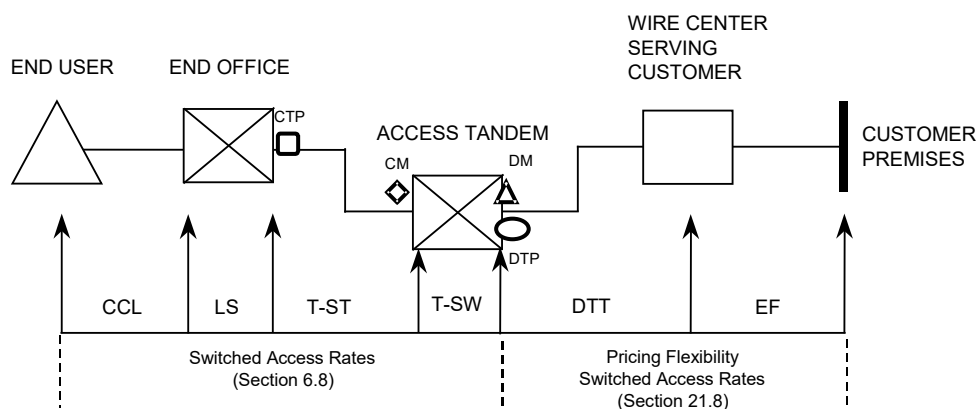 WIRE CENTER
SERVING
CUSTOMER
END USER
END OFFICE
CTP
ACCESS TANDEM
CUSTOMER
PREMISES
CM
DM
DTP
CCL
LS
T-ST
T-SW
DTT
EF
Switched Access Rates
(Section 6.8)
Pricing Flexibility
Switched Access Rates
(Section 21.8)